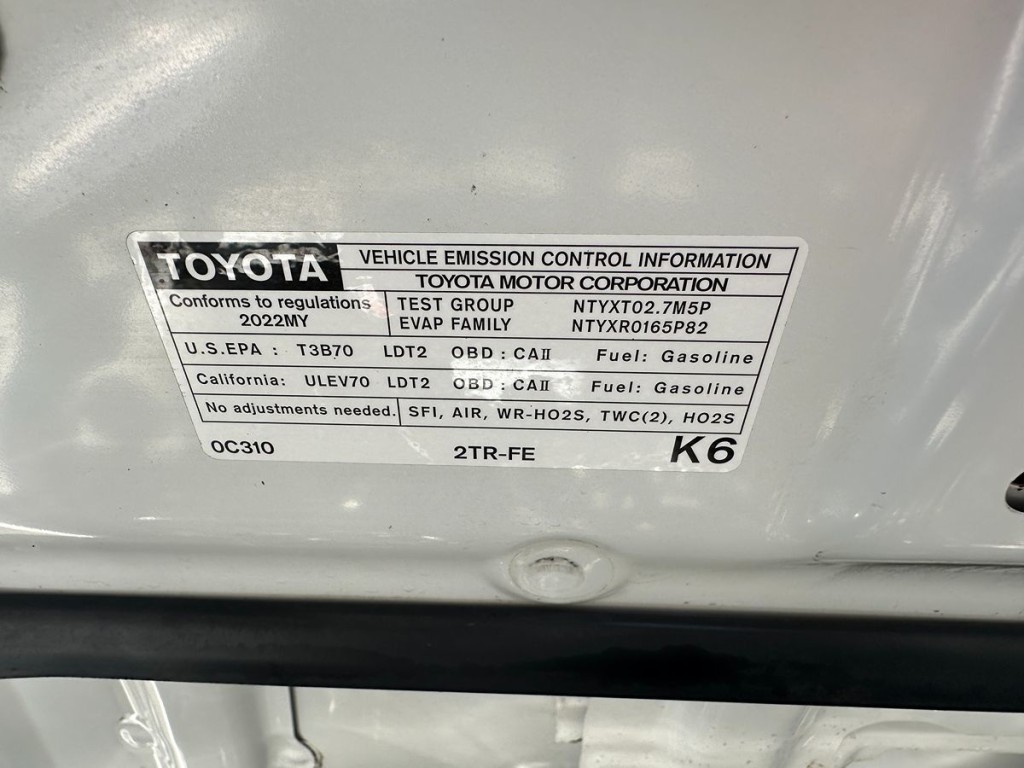 TOYOTA
VEHICLE EMISSION CONTROL INFORMATION
TOYOTA MOTOR CORPORATION
Conforms to regulations
2022MY
TEST GROUP NTYXT02.7M5P
EVAP FAMILY NTYXR0165P82
U.S.EPA : T3B70 LDT2 OBD : CAⅡ Fuel: Gasoline
California: ULEV70 LDT2 OBD : CAⅡ Fuel: Gasoline
No adjustments needed. SFI, AIR, WR-HO2S, TWC(2), HO2S
0C310 2TR-FE K6